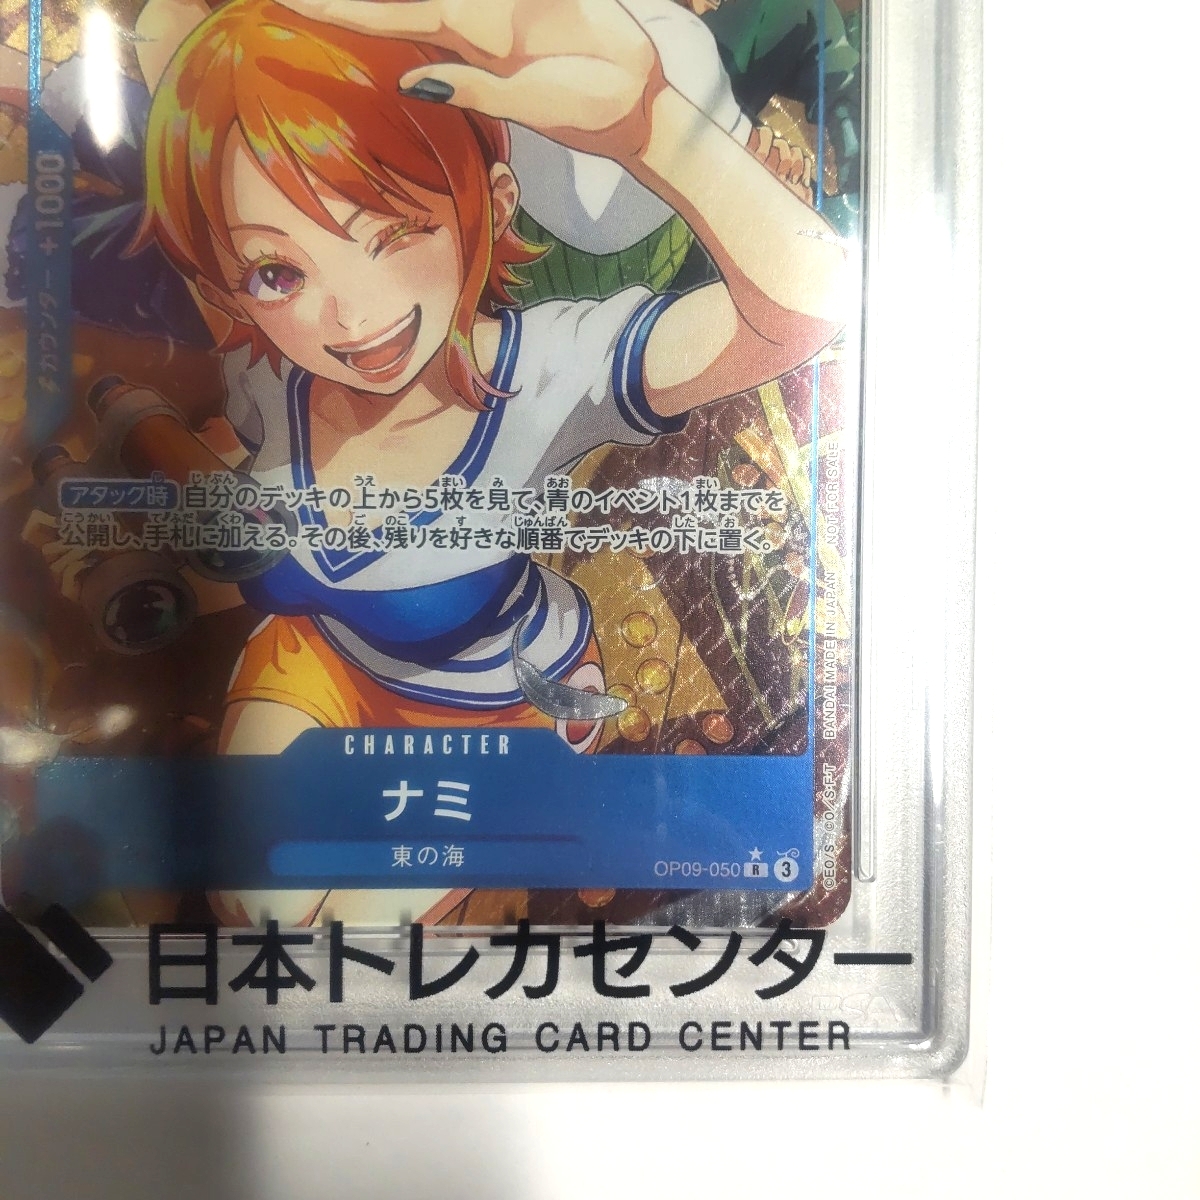 カウンター +1000
アタック時 自分のデッキの上から5枚を見て、青のイベント1枚までを
公開し、手札に加える。その後、残りを好きな順番でデッキの下に置く。
CHARACTER
ナミ
東の海
OP09-050 R 3
©EO/S ©O/S·F·T BANDAI MADE IN JAPAN NOT FOR SALE
日本トレカセンター
JAPAN TRADING CARD CENTER
PSA